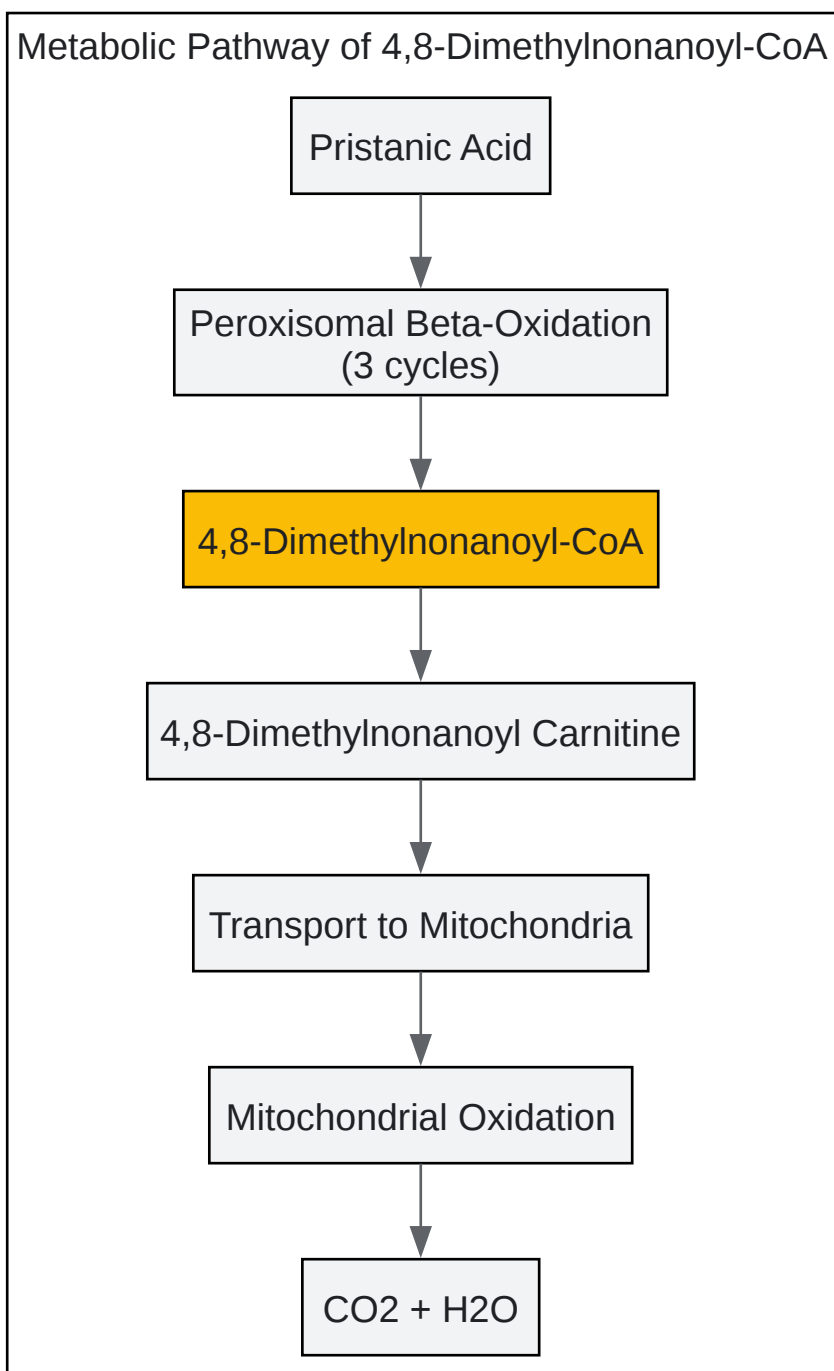 Metabolic Pathway of 4,8-Dimethylnonanoyl-CoA
Pristanic Acid
Peroxisomal Beta-Oxidation
(3 cycles)
4,8-Dimethylnonanoyl-CoA
4,8-Dimethylnonanoyl Carnitine
Transport to Mitochondria
Mitochondrial Oxidation
CO2 + H2O